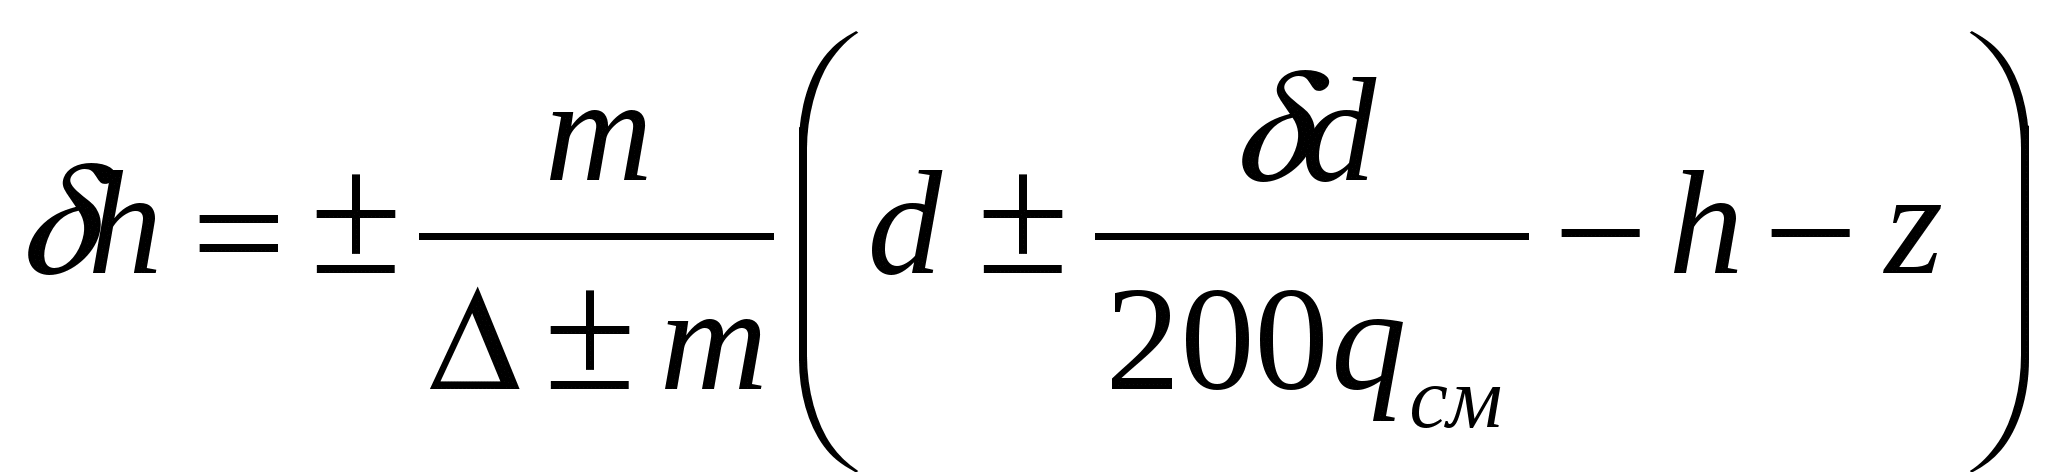 δh = ± m / (Δ ± m) (d ± δd / (200q_см) − h − z)